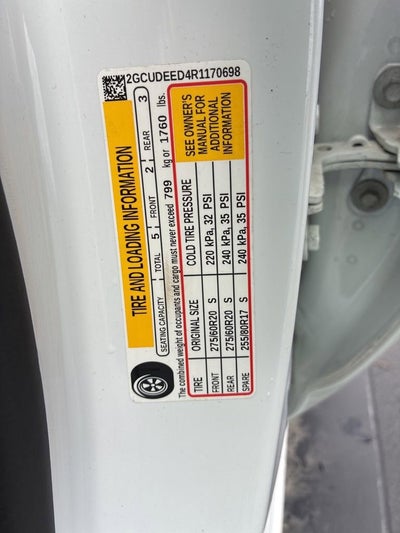 2GCUDEED4R1170698
TIRE AND LOADING INFORMATION
SEATING CAPACITY TOTAL 5 FRONT 2 REAR 3
The combined weight of occupants and cargo must never exceed 799 kg or 1760 lbs.
TIRE ORIGINAL SIZE COLD TIRE PRESSURE
FRONT 275/60R20 S 220 kPa, 32 PSI
REAR 275/60R20 S 240 kPa, 35 PSI
SPARE 255/80R17 S 240 kPa, 35 PSI
SEE OWNER'S
MANUAL FOR
ADDITIONAL
INFORMATION